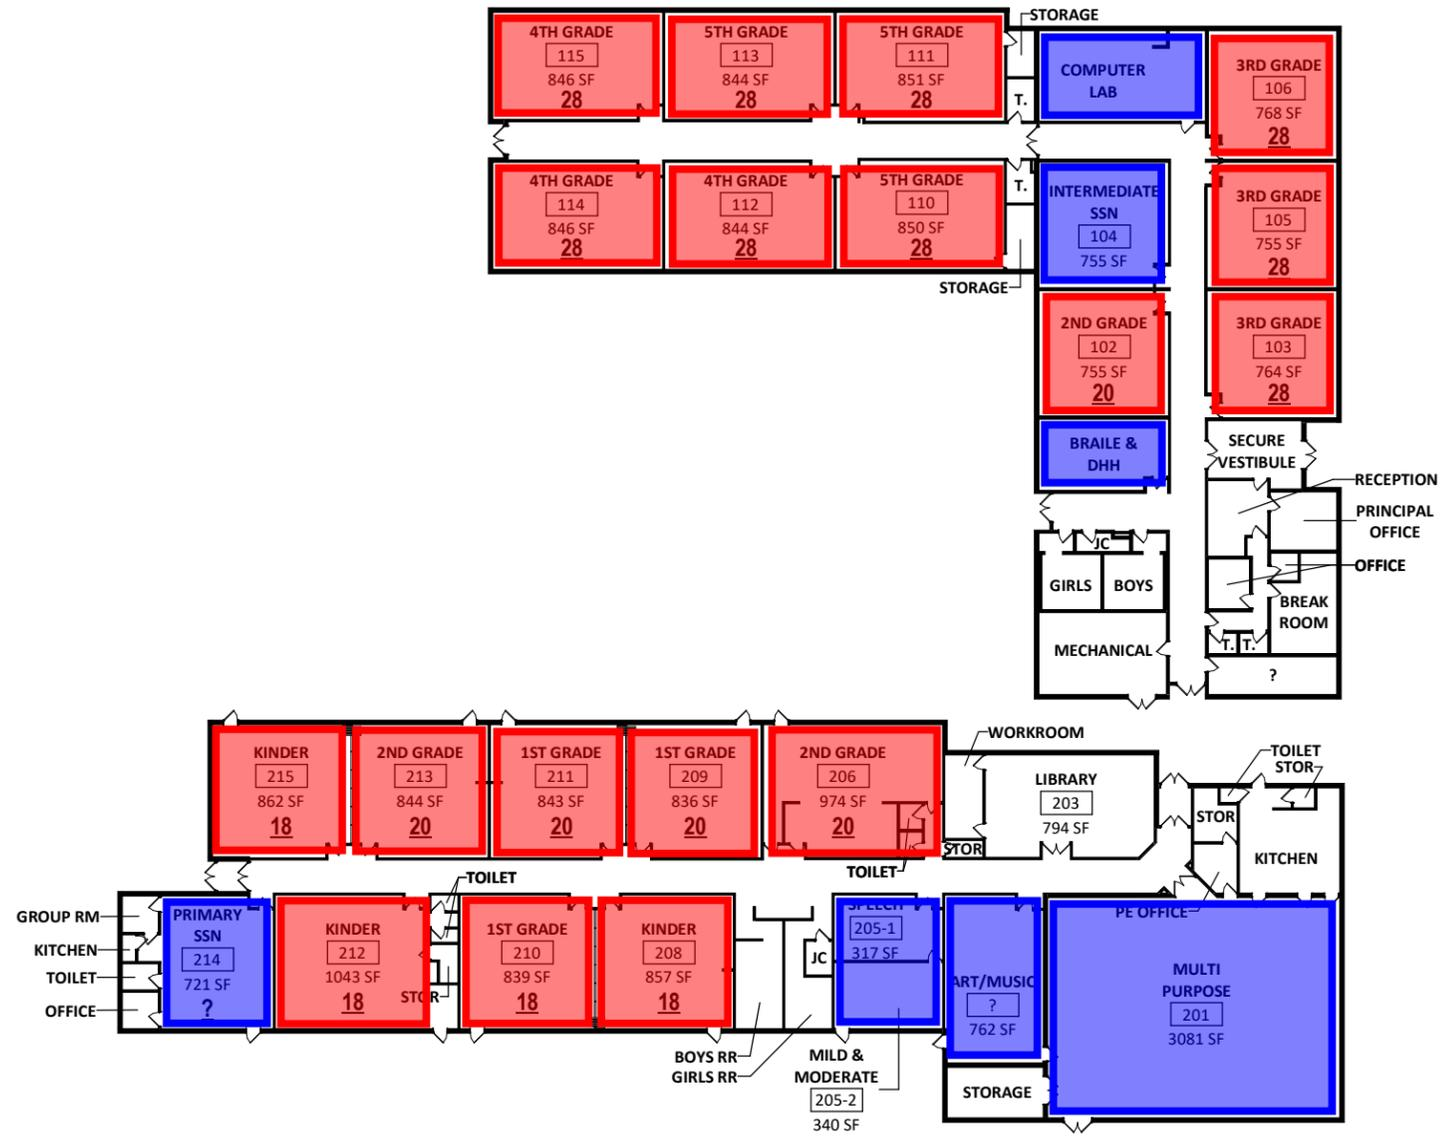 4TH GRADE
115
846 SF
28
5TH GRADE
113
844 SF
28
5TH GRADE
111
851 SF
28
STORAGE
T.
COMPUTER
LAB
3RD GRADE
106
768 SF
28
4TH GRADE
114
846 SF
28
4TH GRADE
112
844 SF
28
5TH GRADE
110
850 SF
28
T.
STORAGE
INTERMEDIATE
SSN
104
755 SF
3RD GRADE
105
755 SF
28
2ND GRADE
102
755 SF
20
3RD GRADE
103
764 SF
28
BRAILE &
DHH
SECURE
VESTIBULE
RECEPTION
PRINCIPAL
OFFICE
OFFICE
JC
GIRLS
BOYS
BREAK
ROOM
MECHANICAL
T.
T.
?
KINDER
215
862 SF
18
2ND GRADE
213
844 SF
20
1ST GRADE
211
843 SF
20
1ST GRADE
209
836 SF
20
2ND GRADE
206
974 SF
20
WORKROOM
LIBRARY
203
794 SF
STOR
TOILET
TOILET
STOR
STOR
KITCHEN
PE OFFICE
GROUP RM
KITCHEN
TOILET
OFFICE
PRIMARY
SSN
214
721 SF
?
KINDER
212
1043 SF
18
TOILET
STOR
1ST GRADE
210
839 SF
18
KINDER
208
857 SF
18
JC
BOYS RR
GIRLS RR
SPEECH
205-1
317 SF
MILD &
MODERATE
205-2
340 SF
ART/MUSIC
?
762 SF
STORAGE
MULTI
PURPOSE
201
3081 SF